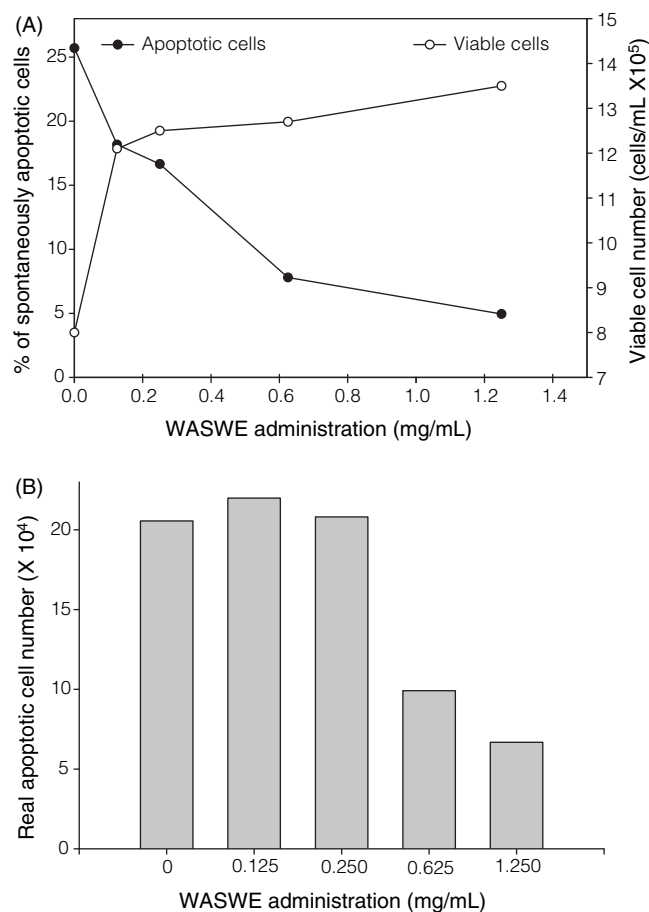 (A)
Apoptotic cells
Viable cells
% of spontaneously apoptotic cells
25
20
15
10
5
0
15
14
13
12
11
10
9
8
7
Viable cell number (cells/mL X10⁵)
0.0 0.2 0.4 0.6 0.8 1.0 1.2 1.4
WASWE administration (mg/mL)
(B)
Real apoptotic cell number (X 10⁴)
20
15
10
5
0
0 0.125 0.250 0.625 1.250
WASWE administration (mg/mL)